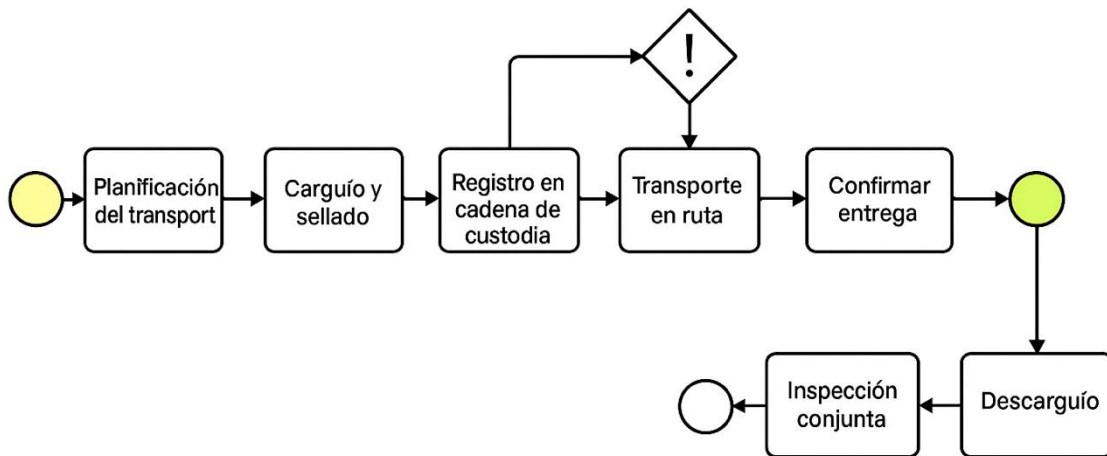 !
Planificación
del transport
Carguío y
sellado
Registro en
cadena de
custodia
Transporte
en ruta
Confirmar
entrega
Inspección
conjunta
Descarguío